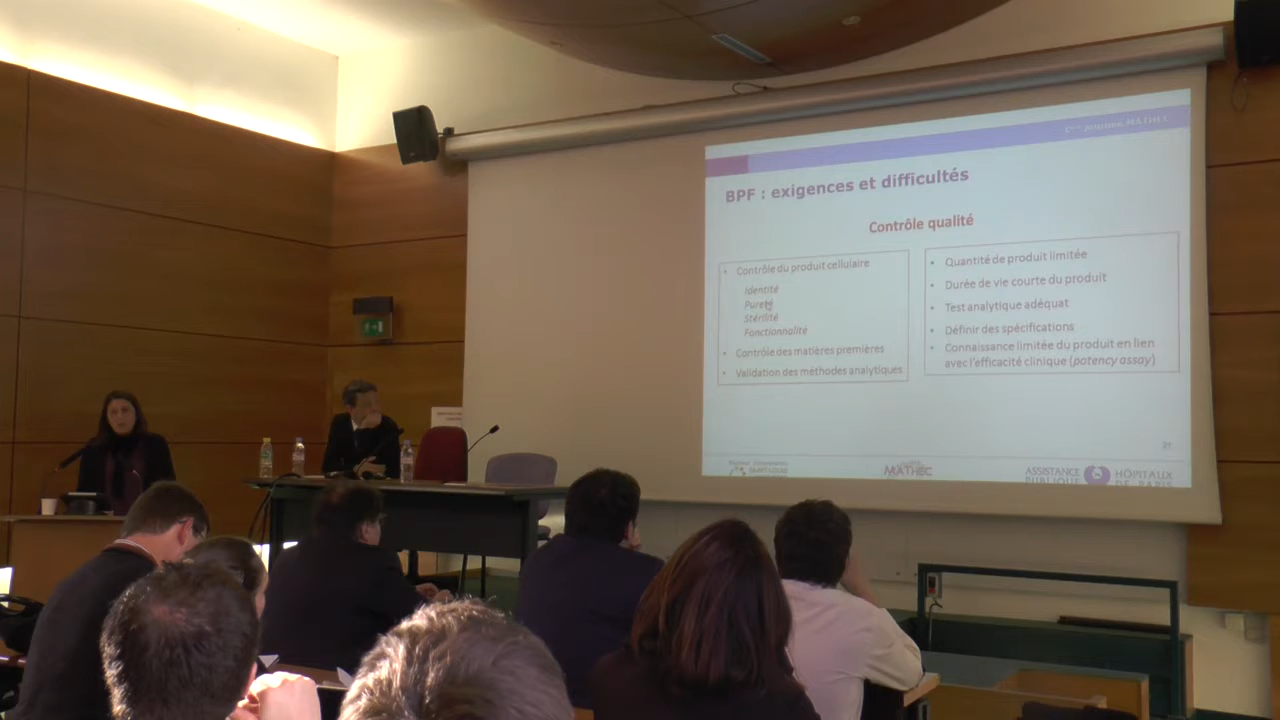 MATHEC
BPF : exigences et difficultés
Contrôle qualité
• Contrôle du produit cellulaire
Identité
Pureté
Stérilité
Fonctionnalité
• Contrôle des matières premières
• Validation des méthodes analytiques
• Quantité de produit limitée
• Durée de vie courte du produit
• Test analytique adéquat
• Définir des spécifications
• Connaissance limitée du produit en lien
avec l'efficacité clinique (potency assay)
MATHEC
ASSISTANCE HÔPITAUX
PUBLIQUE DE PARIS